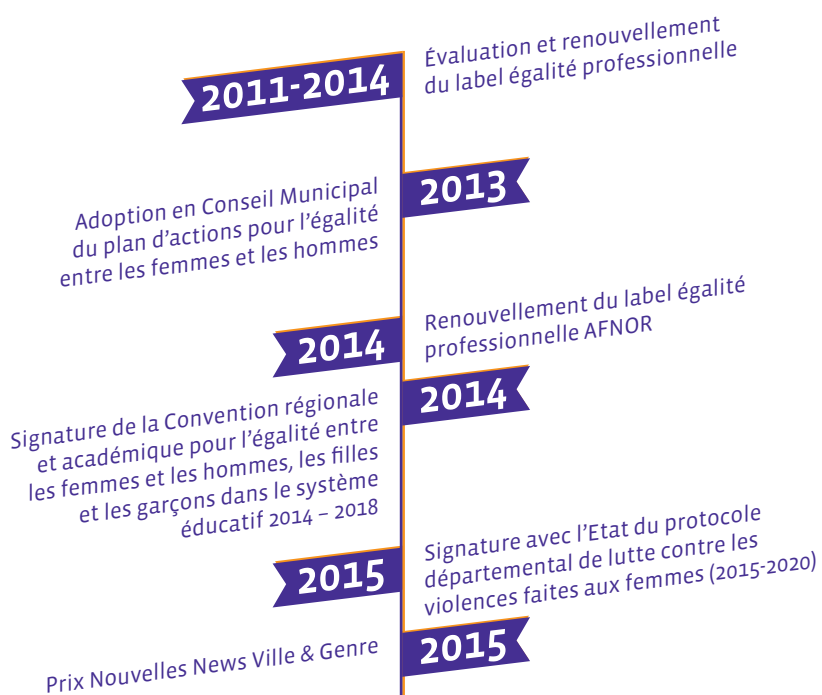 2011-2014
Évaluation et renouvellement
du label égalité professionnelle
2013
Adoption en Conseil Municipal
du plan d’actions pour l’égalité
entre les femmes et les hommes
2014
Renouvellement du label égalité
professionnelle AFNOR
2014
Signature de la Convention régionale
et académique pour l’égalité entre
les femmes et les hommes, les filles
et les garçons dans le système
éducatif 2014 – 2018
2015
Signature avec l’Etat du protocole
départemental de lutte contre les
violences faites aux femmes (2015-2020)
2015
Prix Nouvelles News Ville & Genre